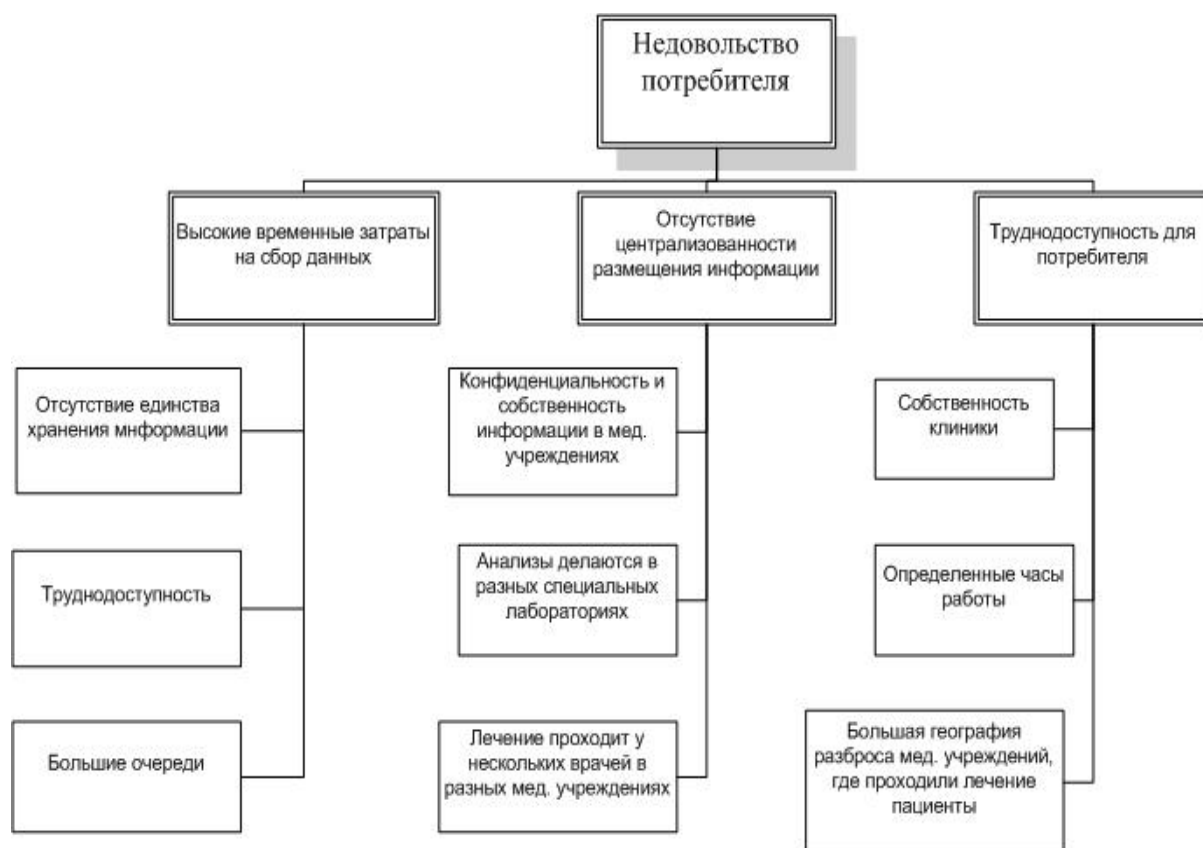 Недовольство
потребителя
Высокие временные затраты
на сбор данных
Отсутствие
централизованности
размещения информации
Труднодоступность для
потребителя
Отсутствие единства
хранения мнформации
Конфиденциальность и
собственность
информации в мед.
учреждениях
Собственность
клиники
Труднодоступность
Анализы делаются в
разных специальных
лабораториях
Определенные часы
работы
Большие очереди
Лечение проходит у
нескольких врачей в
разных мед. учреждениях
Большая география
разброса мед. учреждений,
где проходили лечение
пациенты